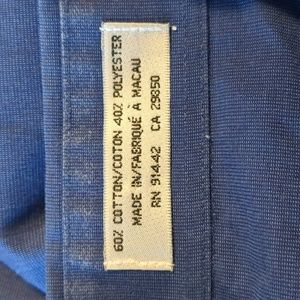 60% COTTON/COTON 40% POLYESTER
MADE IN/FABRIQUÉ À MACAU
RN 91442 CA 29850